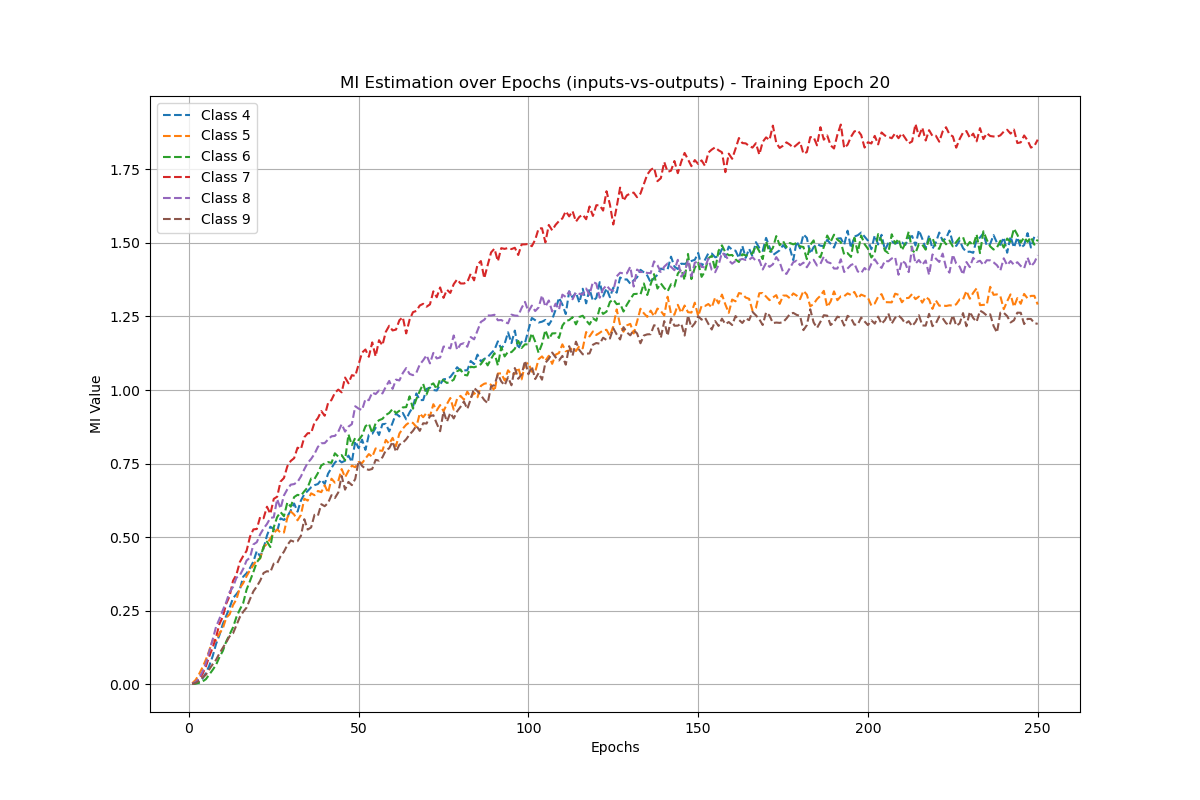 MI Estimation over Epochs (inputs-vs-outputs) - Training Epoch 20
Class 4
Class 5
Class 6
Class 7
Class 8
Class 9
MI Value
1.75
1.50
1.25
1.00
0.75
0.50
0.25
0.00
0 50 100 150 200 250
Epochs